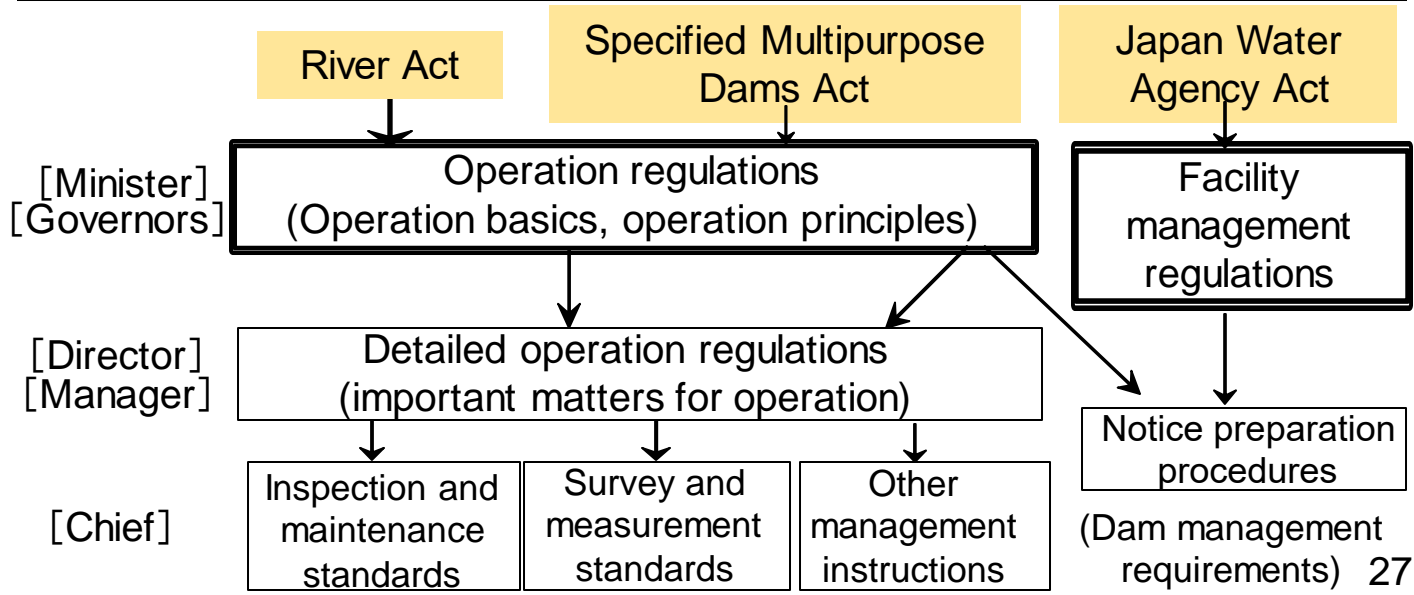 River Act
Specified Multipurpose
Dams Act
Japan Water
Agency Act
［Minister］
［Governors］
Operation regulations
(Operation basics, operation principles)
Facility
management
regulations
［Director］
［Manager］
Detailed operation regulations
(important matters for operation)
Notice preparation
procedures
［Chief］
Inspection and
maintenance
standards
Survey and
measurement
standards
Other
management
instructions
(Dam management
requirements)
27